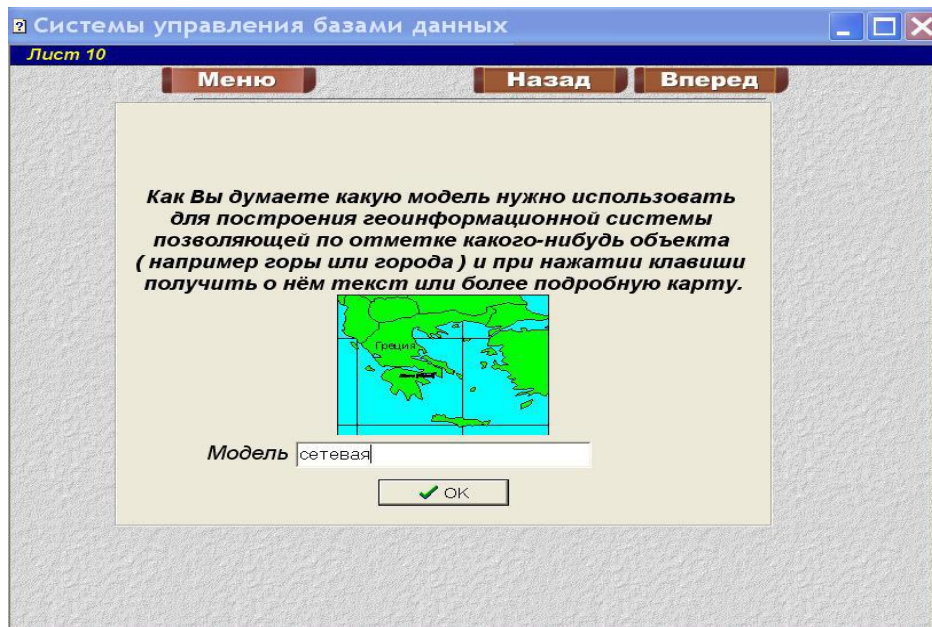 Системы управления базами данных
Лист 10
Меню Назад Вперед
Как Вы думаете какую модель нужно использовать
для построения геоинформационной системы
позволяющей по отметке какого-нибудь объекта
( например горы или города ) и при нажатии клавиши
получить о нём текст или более подробную карту.
Греция
Модель сетевая
OK